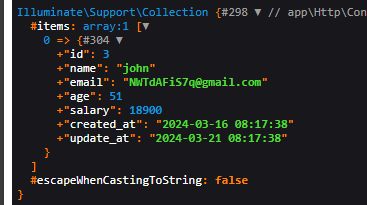 Illuminate\Support\Collection {#298 ▼ // app\Http\Con
#items: array:1 [▼
0 => {#304 ▼
+"id": 3
+"name": "john"
+"email": "NWTdAFiS7q@gmail.com"
+"age": 51
+"salary": 18900
+"created_at": "2024-03-16 08:17:38"
+"update_at": "2024-03-21 08:17:38"
}
]
#escapeWhenCastingToString: false
}